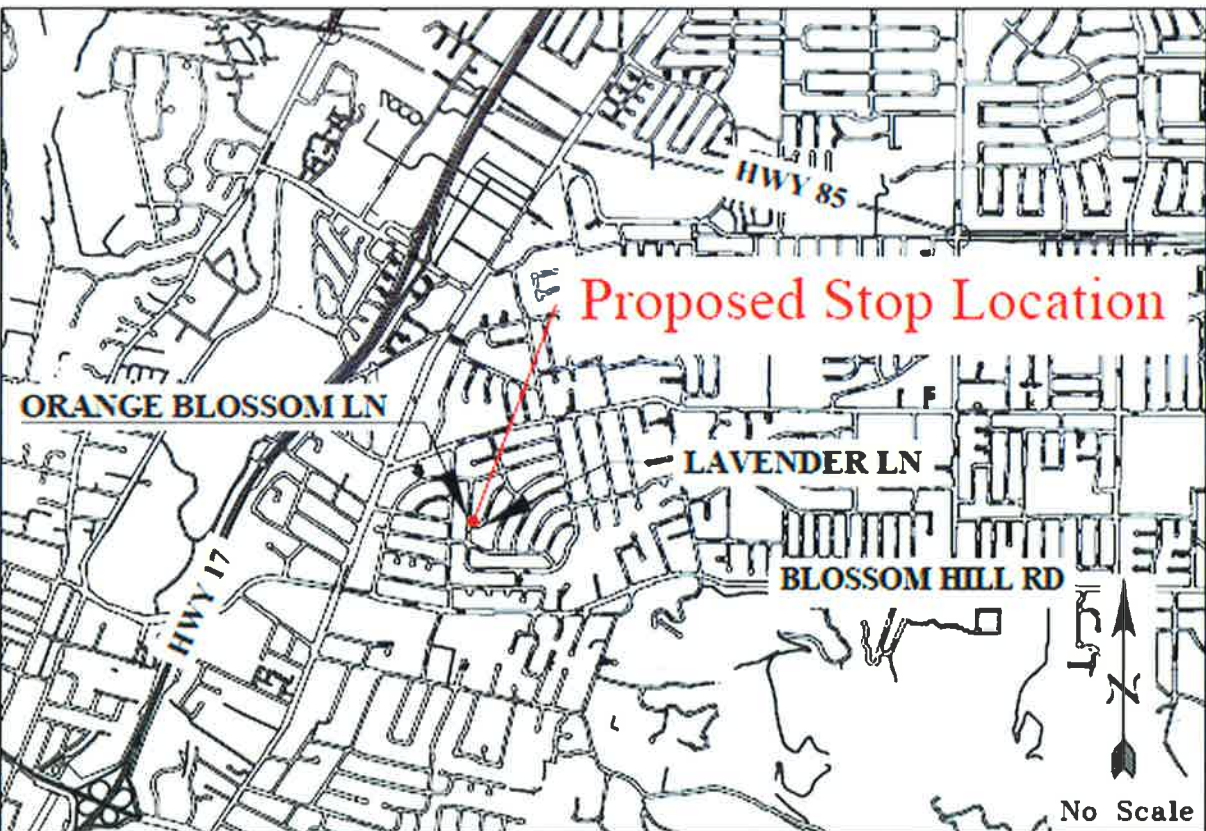 HWY 85
Proposed Stop Location
ORANGE BLOSSOM LN
LAVENDER LN
HWY 17
BLOSSOM HILL RD
N
No Scale